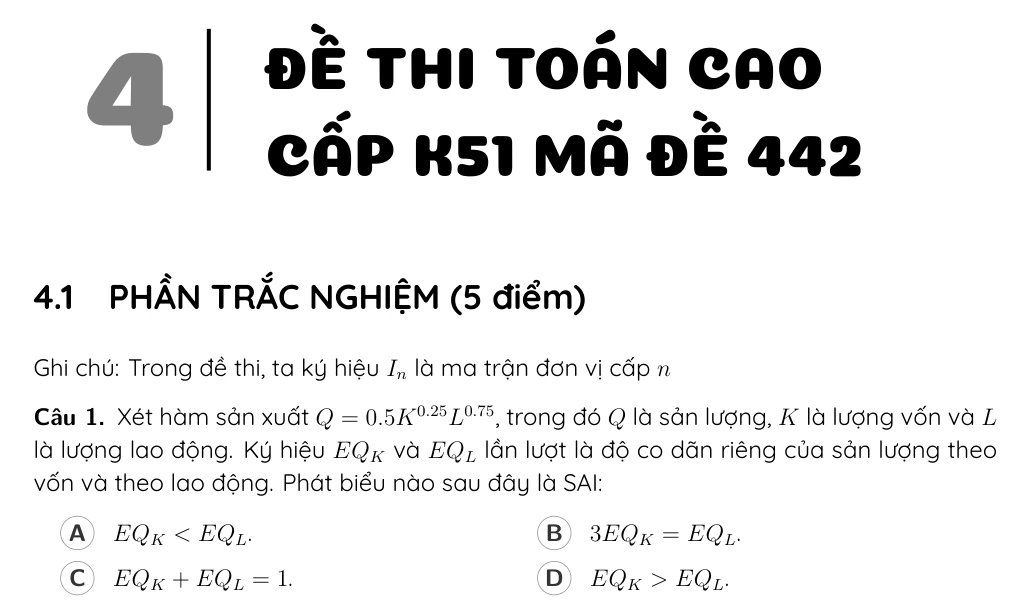 4
ĐỀ THI TOÁN CAO
CẤP K51 MÃ ĐỀ 442
4.1 PHẦN TRẮC NGHIỆM (5 điểm)
Ghi chú: Trong đề thi, ta ký hiệu Iₙ là ma trận đơn vị cấp n
Câu 1. Xét hàm sản xuất Q = 0.5K^0.25 L^0.75, trong đó Q là sản lượng, K là lượng vốn và L
là lượng lao động. Ký hiệu EQ_K và EQ_L lần lượt là độ co dãn riêng của sản lượng theo
vốn và theo lao động. Phát biểu nào sau đây là SAI:
A EQ_K < EQ_L. B 3EQ_K = EQ_L.
C EQ_K + EQ_L = 1. D EQ_K > EQ_L.